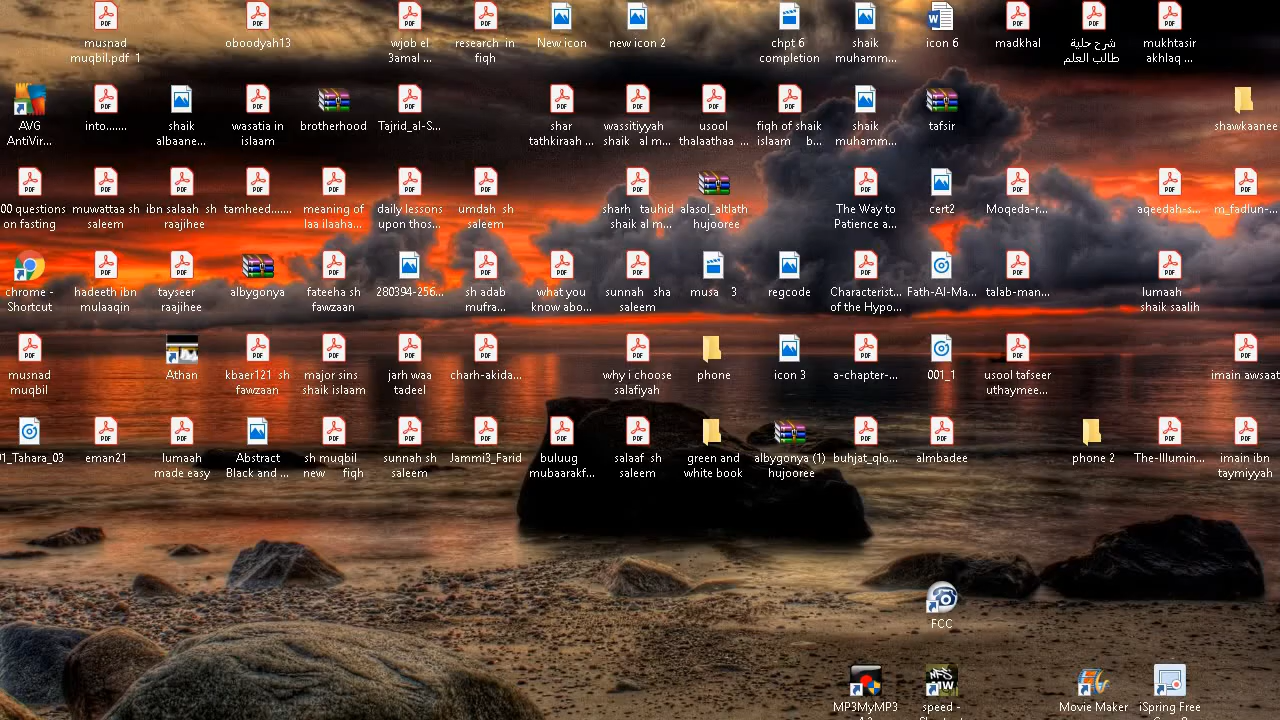 musnad
muqbil.pdf 1
oboodyah13
wjob el
3amal ...
research in
fiqh
New icon
new icon 2
chpt 6
completion
shaik
muhamm...
icon 6
madkhal
شرح حلية
طالب العلم
mukhtasir
akhlaq ...
AVG
AntiVir...
into.......
shaik
albaane...
wasatia in
islaam
brotherhood
Tajrid_al-S...
shar
tathkiraah ...
wassitiyyah
shaik al m...
usool
thalaathaa ...
fiqh of shaik
islaam b...
shaik
muhamm...
tafsir
shawkaanee
00 questions
on fasting
muwattaa sh
saleem
ibn salaah sh
raajihee
tamheed.......
meaning of
laa ilaaha...
daily lessons
upon thos...
umdah sh
saleem
sharh tauhid
shaik al m...
alasol_altlath
hujooree
The Way to
Patience a...
cert2
Moqeda-r...
aqeedah-s...
m_fadlun-...
chrome -
Shortcut
hadeeth ibn
mulaaqin
tayseer
raajihee
albygonya
fateeha sh
fawzaan
280394-256...
sh adab
mufra...
what you
know abo...
sunnah sha
saleem
musa 3
regcode
Characterist...
of the Hypo...
Fath-Al-Ma...
talab-man...
lumaah
shaik saalih
musnad
muqbil
Athan
kbaer121 sh
fawzaan
major sins
shaik islaam
jarh waa
tadeel
charh-akida...
why i choose
salafiyah
phone
icon 3
a-chapter-...
001_1
usool tafseer
uthaymee...
imain awsaat
01_Tahara_03
eman21
lumaah
made easy
Abstract
Black and ...
sh muqbil
new fiqh
sunnah sh
saleem
Jammi3_Farid
buluug
mubaarakf...
salaaf sh
saleem
green and
white book
albygonya (1)
hujooree
buhjat_qlo...
almbadee
phone 2
The-Illumin...
imain ibn
taymiyyah
FCC
MP3MyMP3
speed -
Movie Maker
iSpring Free